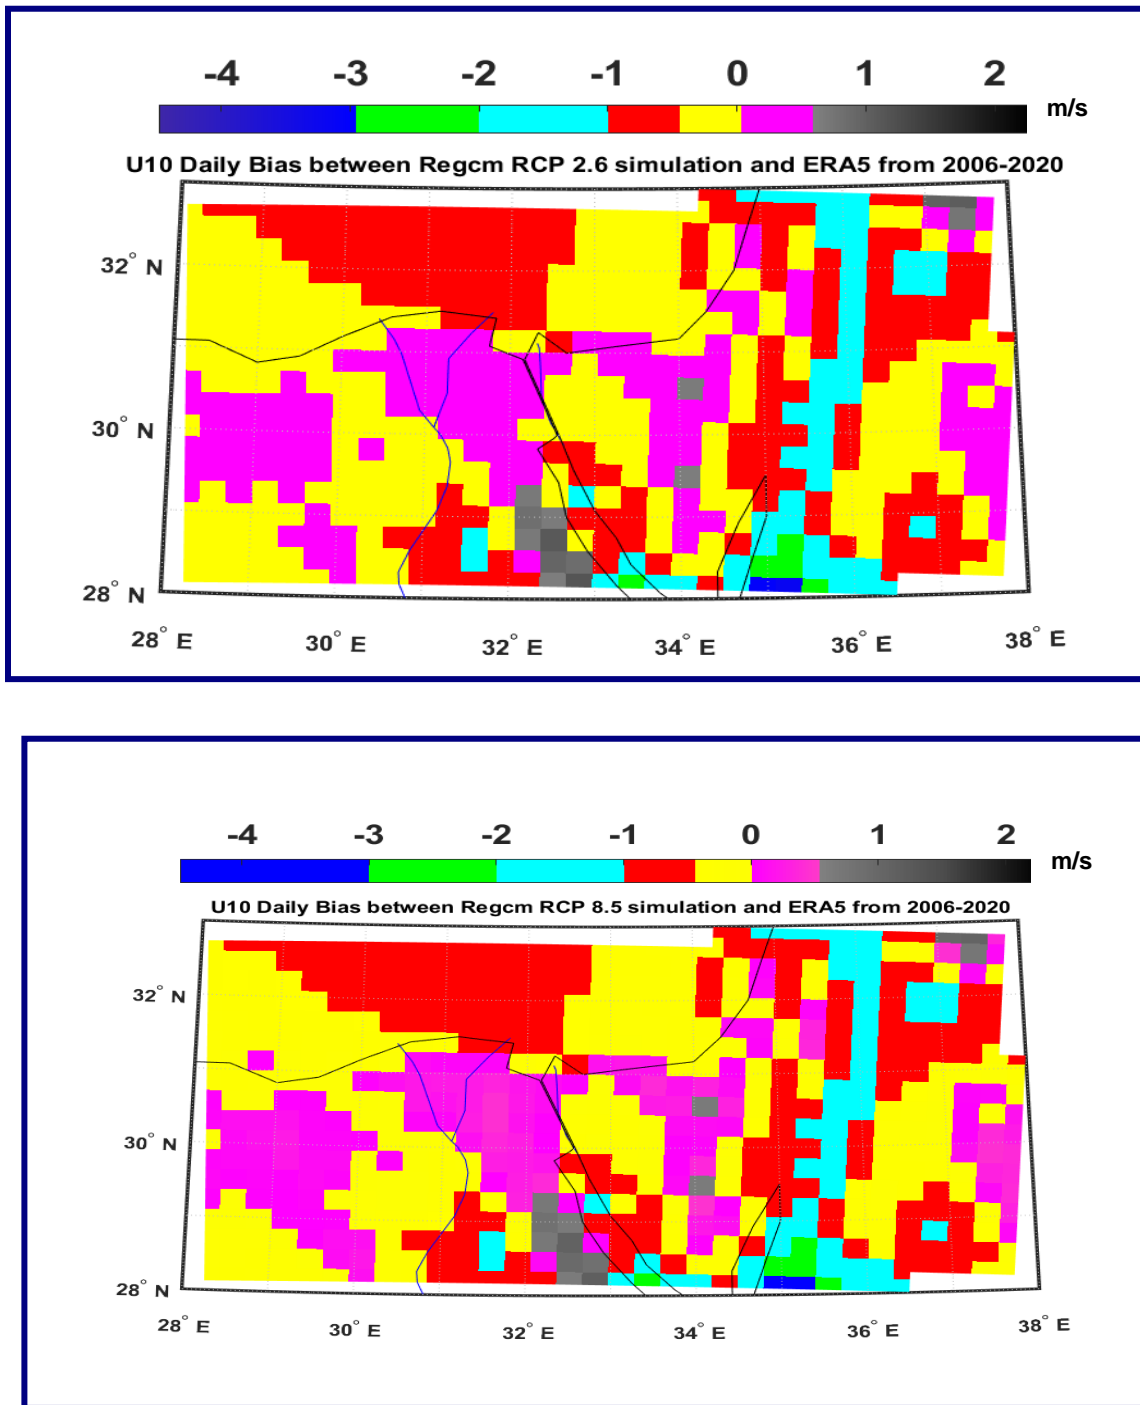 -4 -3 -2 -1 0 1 2
m/s
U10 Daily Bias between Regcm RCP 2.6 simulation and ERA5 from 2006-2020
32° N
30° N
28° N
28° E 30° E 32° E 34° E 36° E 38° E
-4 -3 -2 -1 0 1 2
m/s
U10 Daily Bias between Regcm RCP 8.5 simulation and ERA5 from 2006-2020
32° N
30° N
28° N
28° E 30° E 32° E 34° E 36° E 38° E